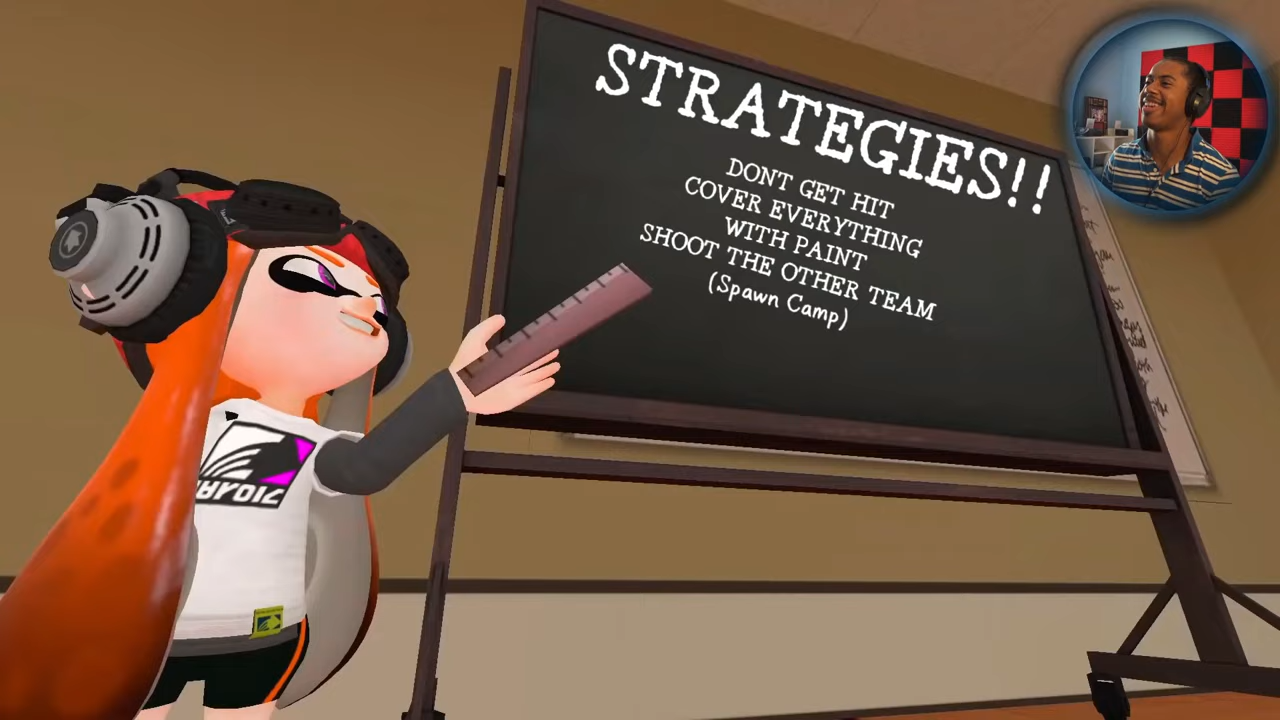 STRATEGIES!!
DONT GET HIT
COVER EVERYTHING
WITH PAINT
SHOOT THE OTHER TEAM
(Spawn Camp)